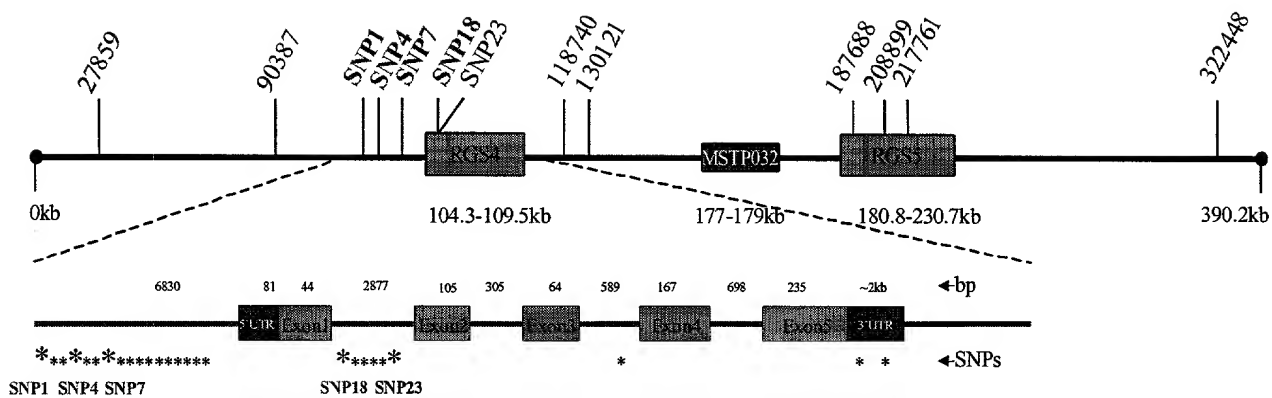 27859 90387 SNP1 SNP4 SNP7 SNP18 SNP23 118740 130121 187688 208899 217761 322448
RGS4 MSTP032 RGS5
0kb 104.3-109.5kb 177-179kb 180.8-230.7kb 390.2kb
6830 81 44 2877 105 305 64 589 167 698 235 ~2kb ←bp
5'UTR Exon1 Exon2 Exon3 Exon4 Exon5 3'UTR
***************** ****** * * * ←SNPs
SNP1 SNP4 SNP7 SNP18 SNP23